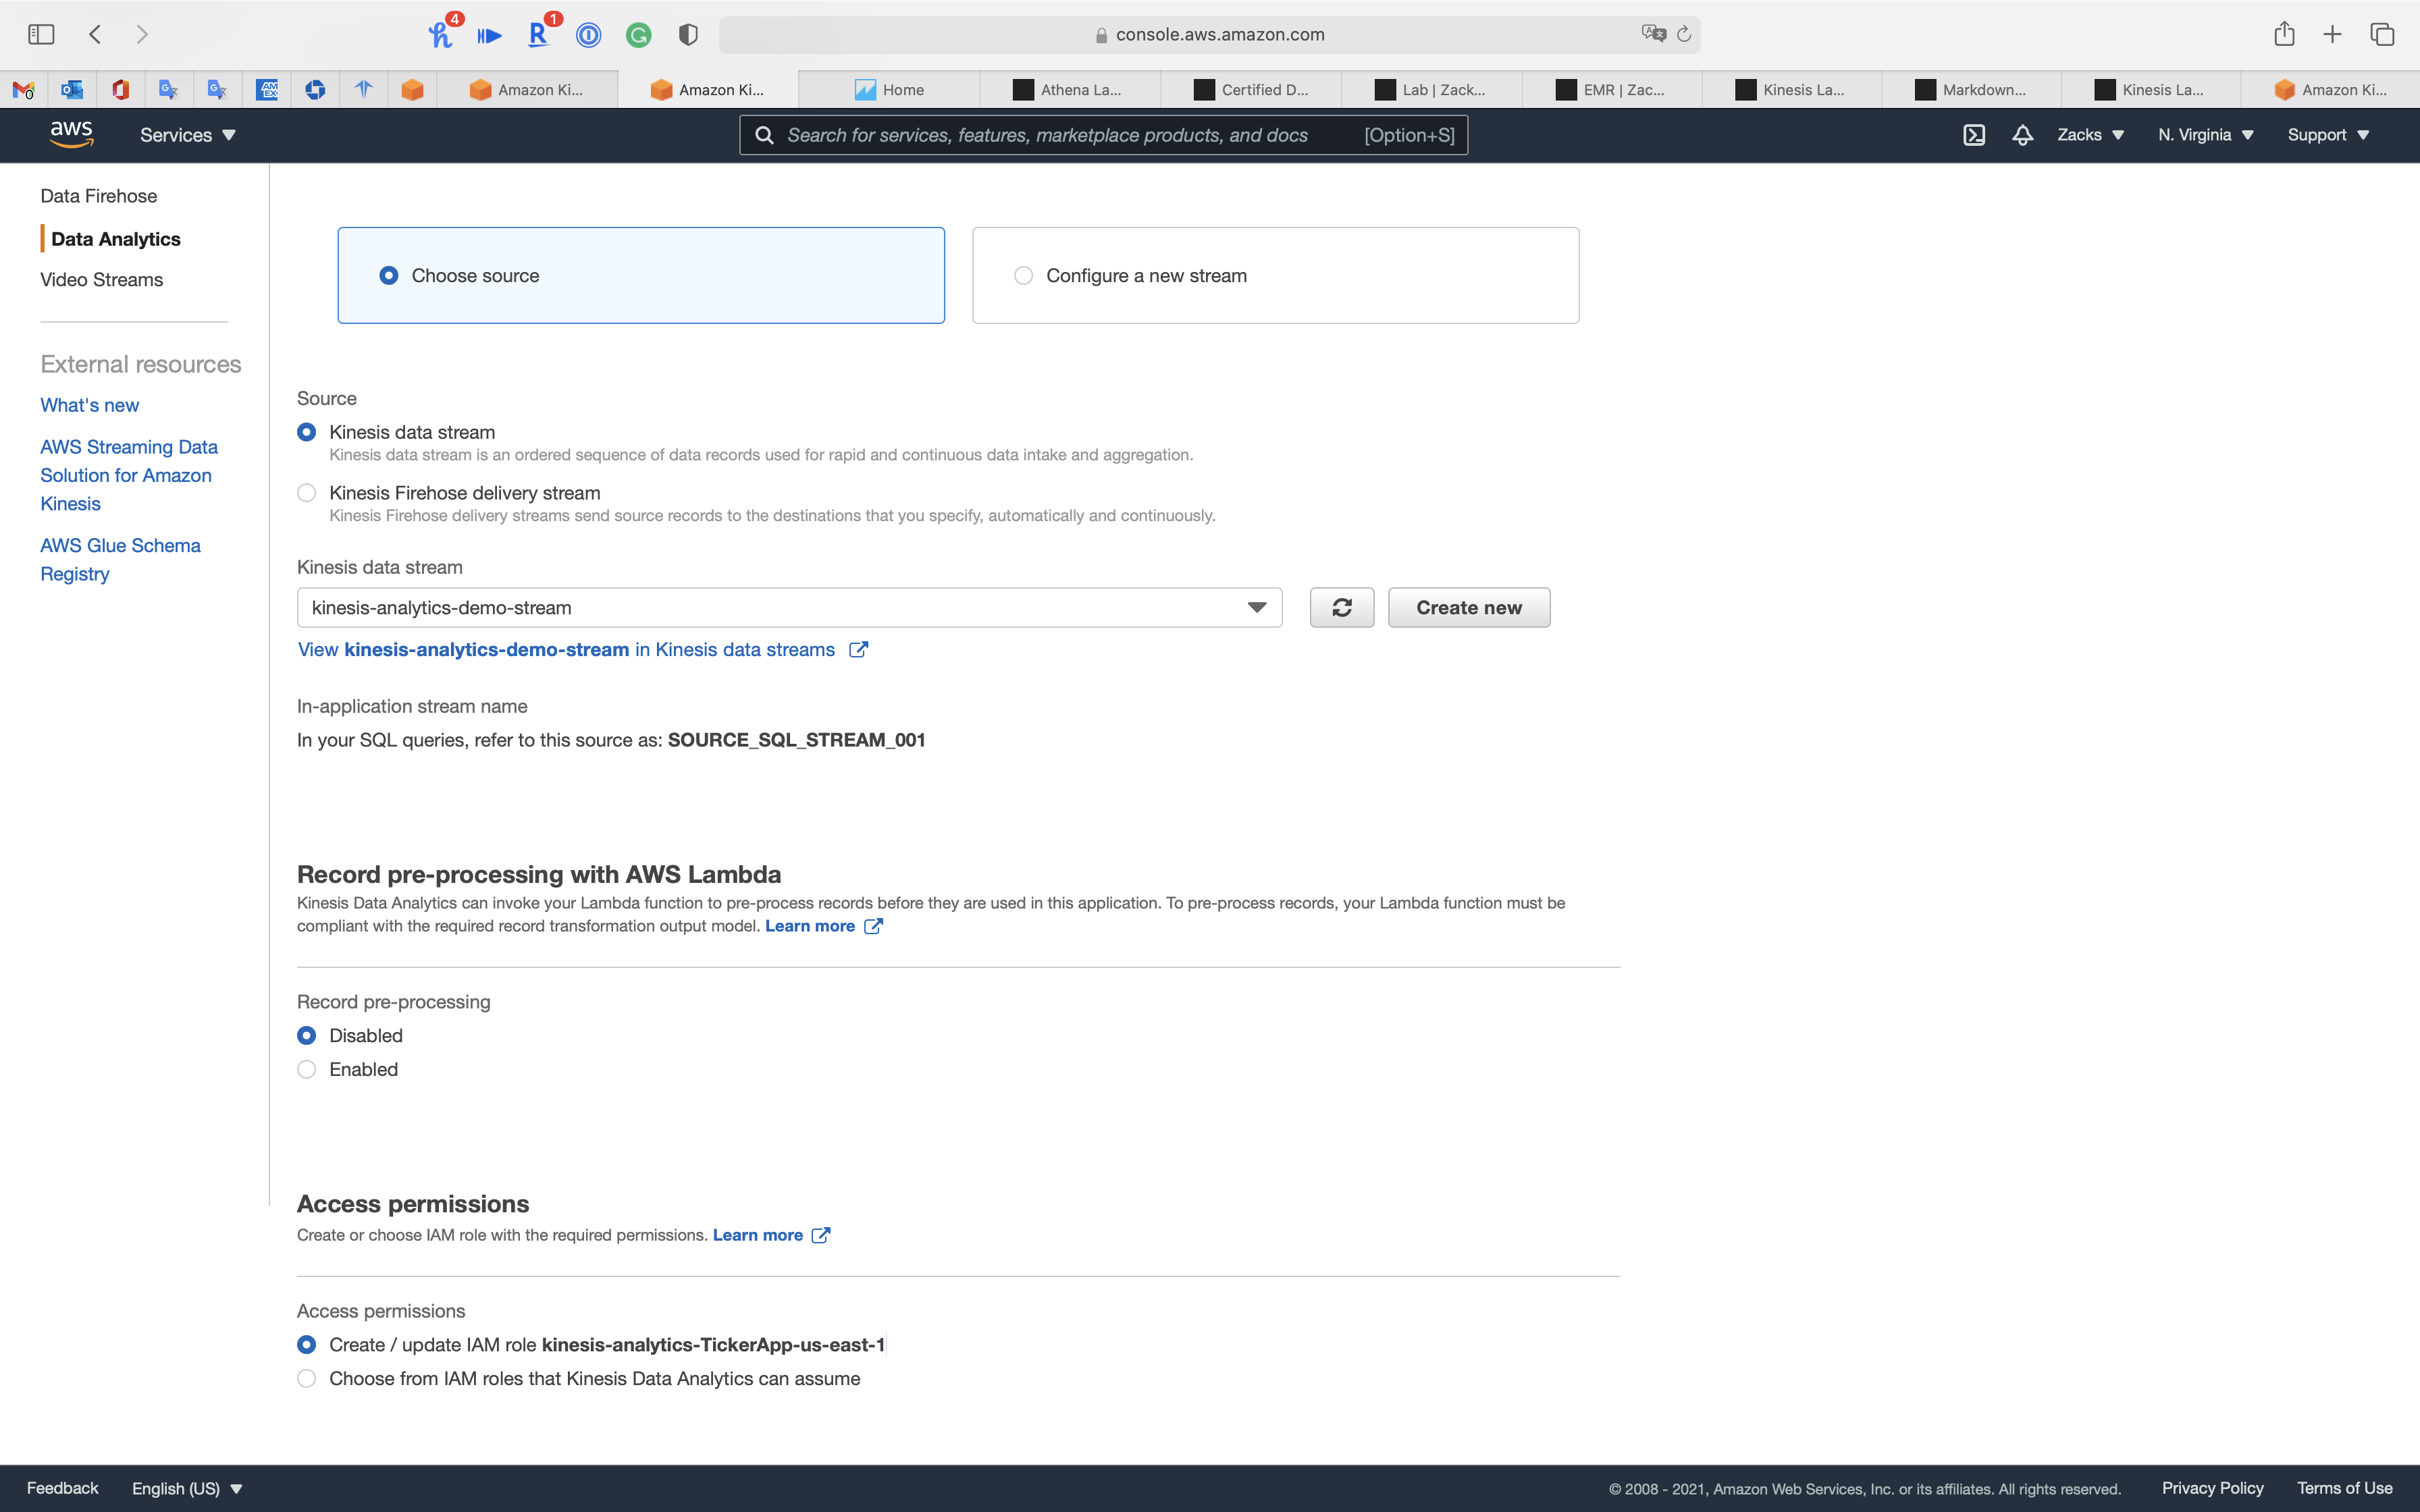 4
1
console.aws.amazon.com
Amazon Ki...
Amazon Ki...
Home
Athena La...
Certified D...
Lab | Zack...
EMR | Zac...
Kinesis La...
Markdown...
Kinesis La...
Amazon Ki...
aws
Services
Search for services, features, marketplace products, and docs
[Option+S]
Zacks
N. Virginia
Support
Data Firehose
Data Analytics
Video Streams
External resources
What's new
AWS Streaming Data
Solution for Amazon
Kinesis
AWS Glue Schema
Registry
Choose source
Configure a new stream
Source
Kinesis data stream
Kinesis data stream is an ordered sequence of data records used for rapid and continuous data intake and aggregation.
Kinesis Firehose delivery stream
Kinesis Firehose delivery streams send source records to the destinations that you specify, automatically and continuously.
Kinesis data stream
kinesis-analytics-demo-stream
Create new
View kinesis-analytics-demo-stream in Kinesis data streams
In-application stream name
In your SQL queries, refer to this source as: SOURCE_SQL_STREAM_001
Record pre-processing with AWS Lambda
Kinesis Data Analytics can invoke your Lambda function to pre-process records before they are used in this application. To pre-process records, your Lambda function must be
compliant with the required record transformation output model. Learn more
Record pre-processing
Disabled
Enabled
Access permissions
Create or choose IAM role with the required permissions. Learn more
Access permissions
Create / update IAM role kinesis-analytics-TickerApp-us-east-1
Choose from IAM roles that Kinesis Data Analytics can assume
Feedback
English (US)
© 2008 - 2021, Amazon Web Services, Inc. or its affiliates. All rights reserved.
Privacy Policy
Terms of Use